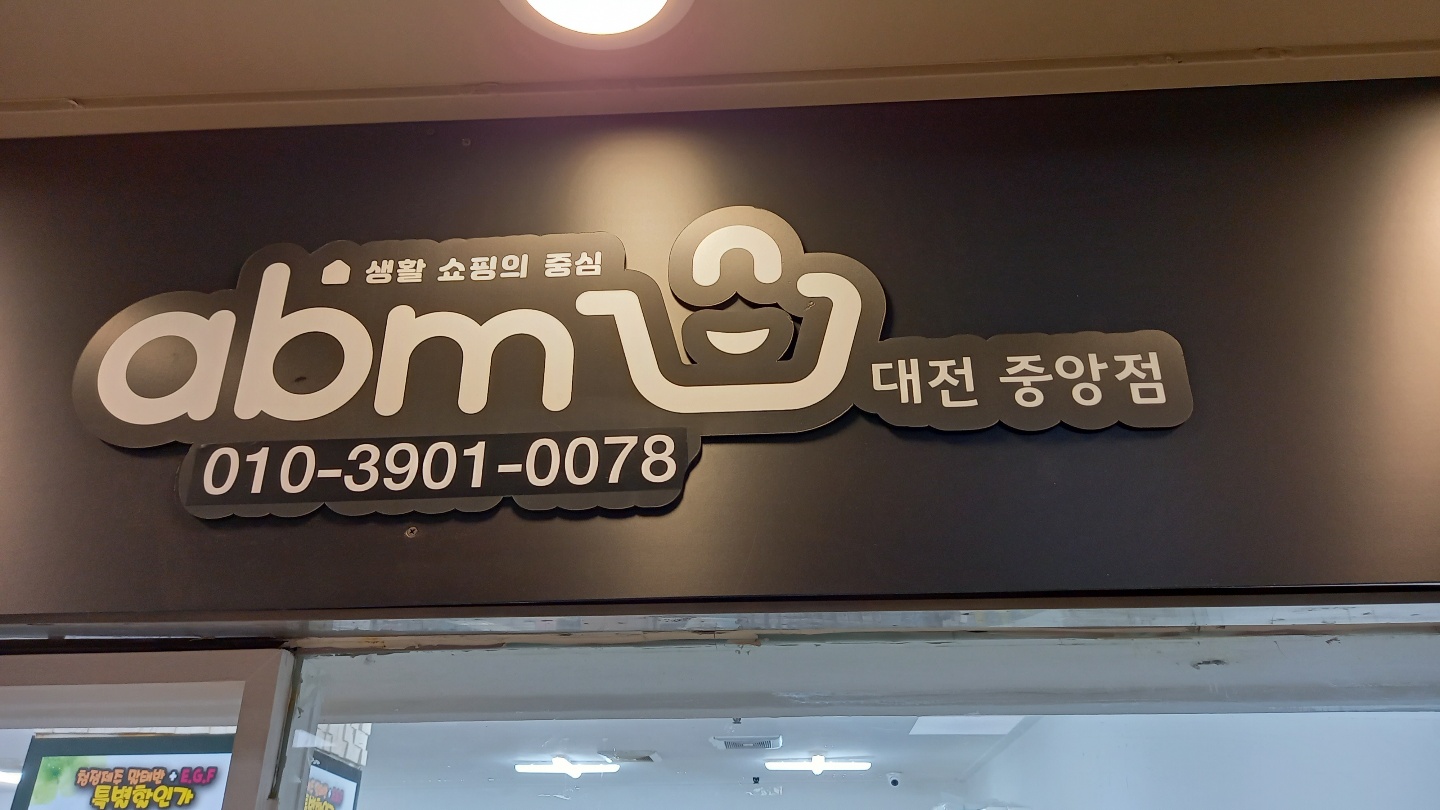 생활 쇼핑의 중심
abm
대전 중앙점
010-3901-0078
+ E.G.F
특별할인가